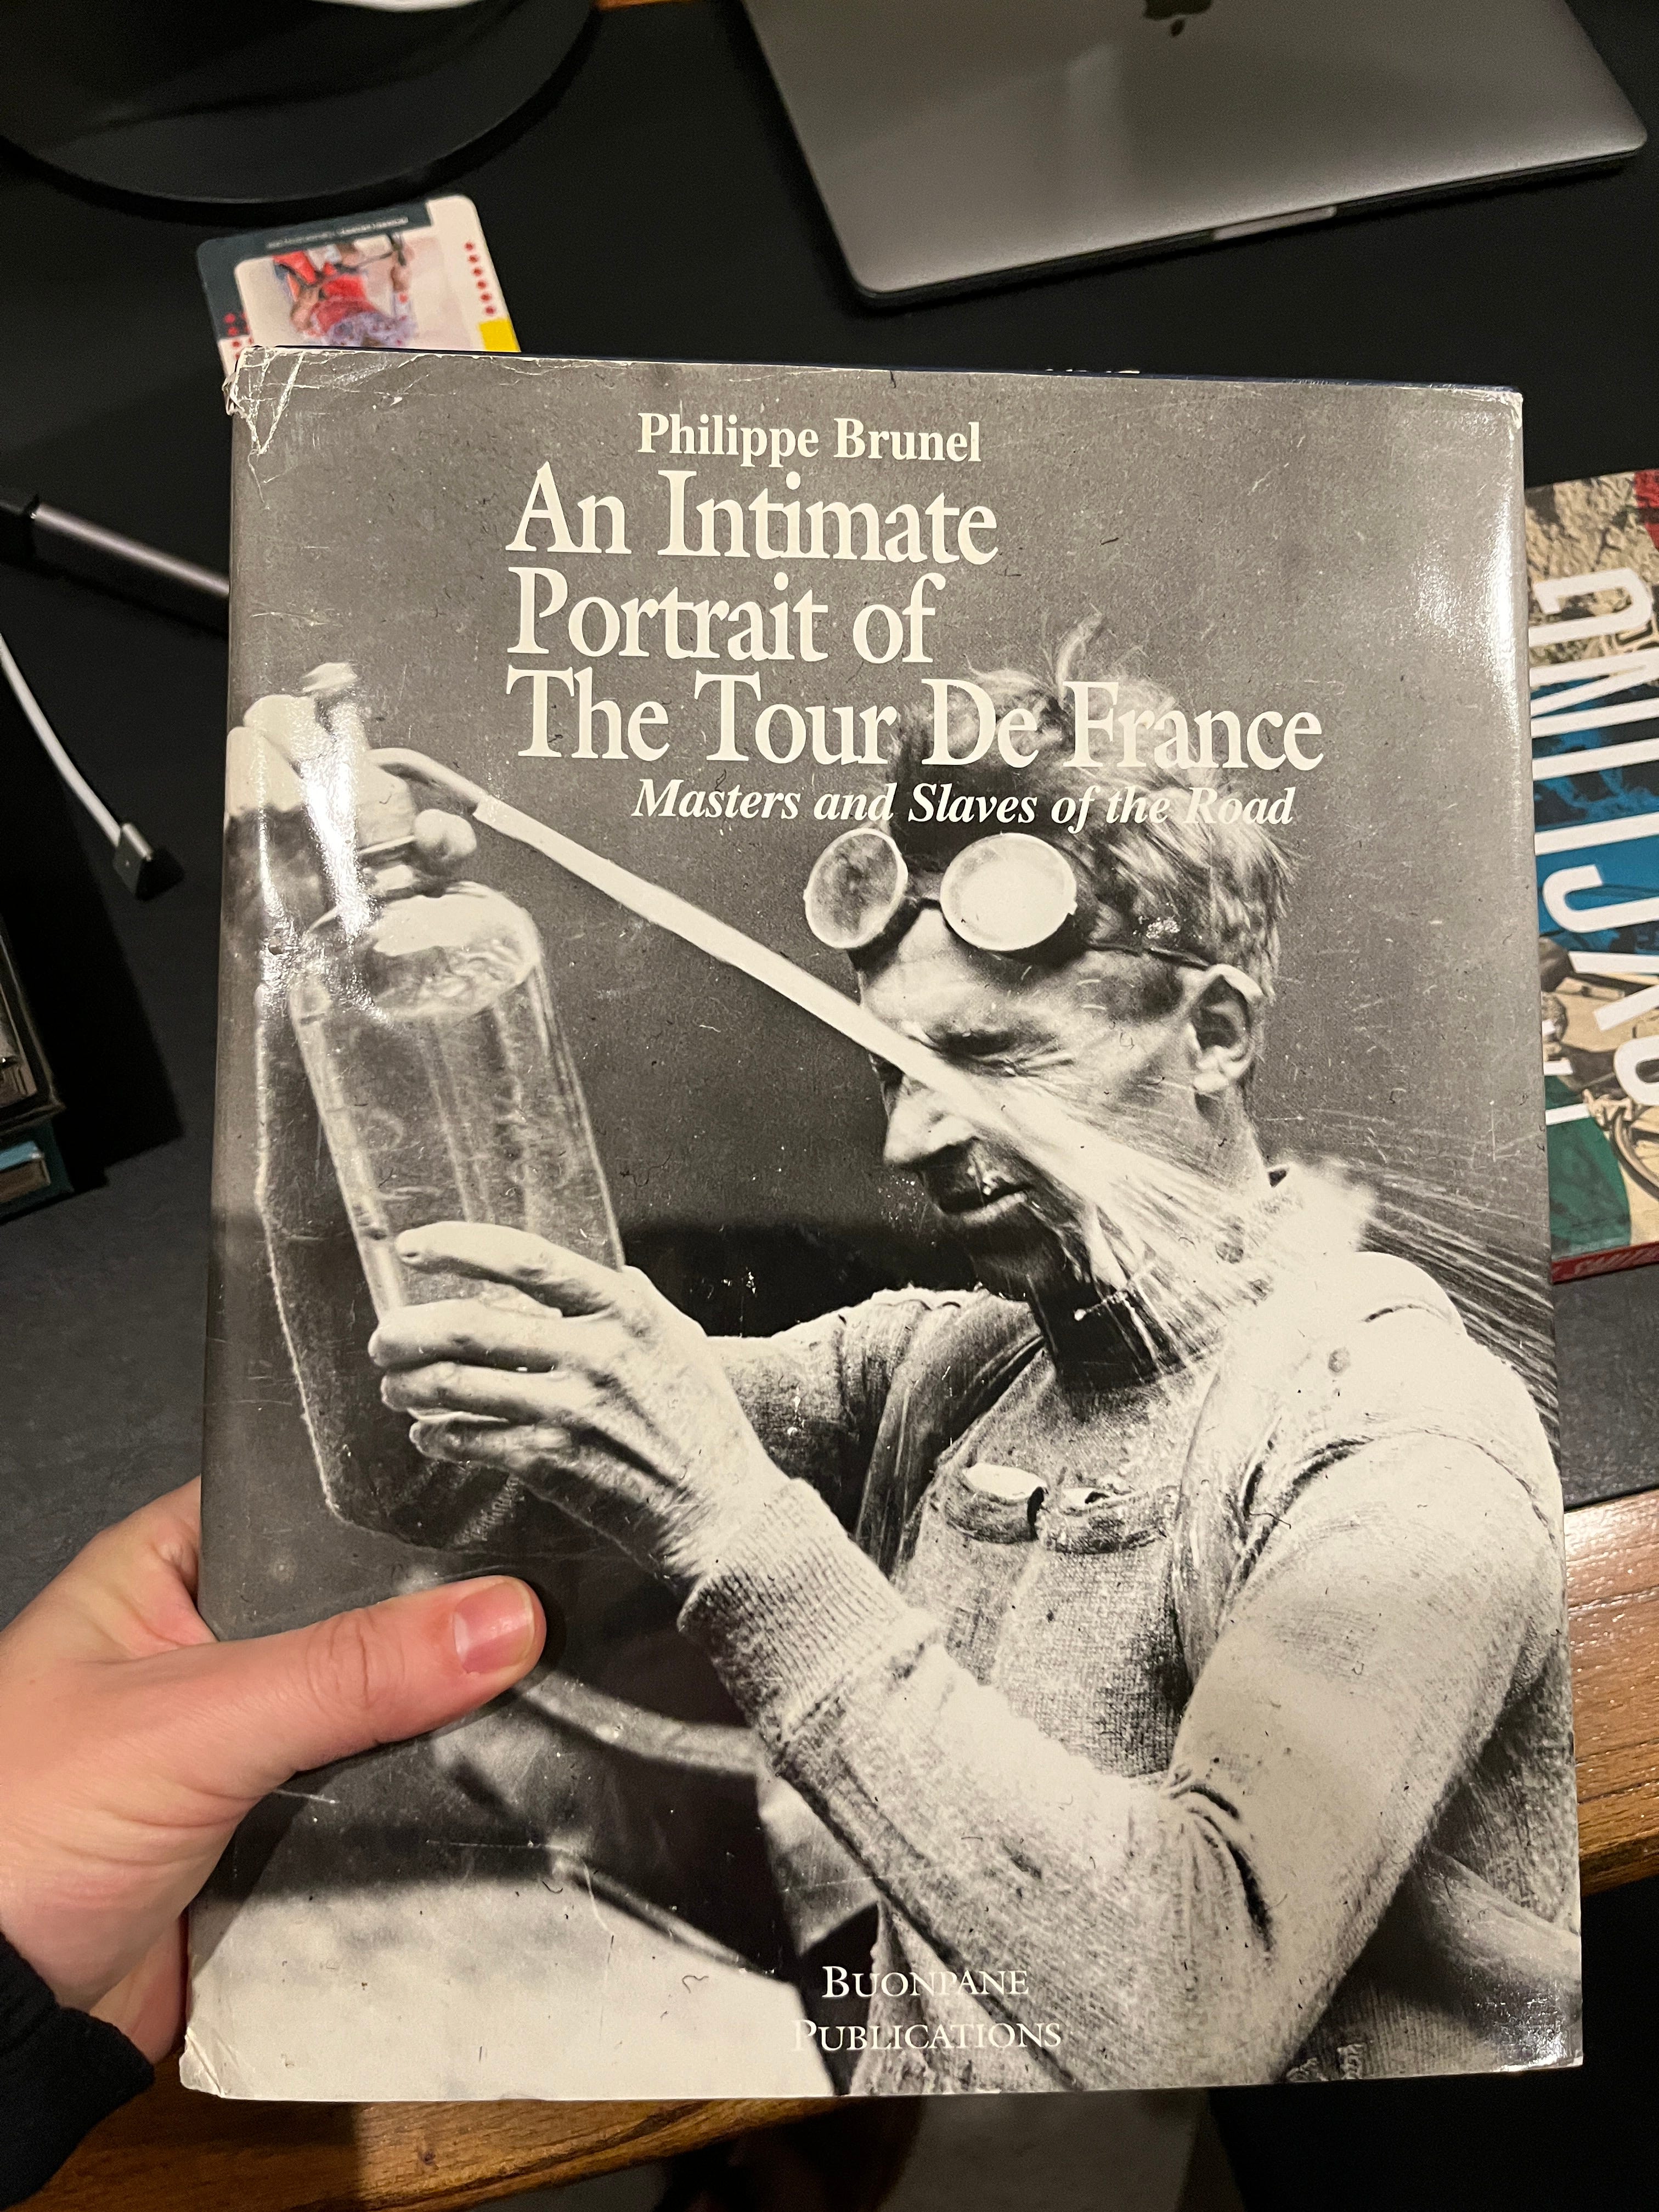 Philippe Brunel
An Intimate
Portrait of
The Tour De France
Masters and Slaves of the Road
BUONPANE
PUBLICATIONS